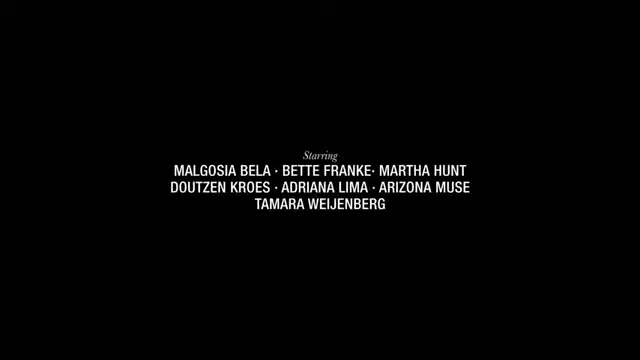 Starring
MALGOSIA BELA · BETTE FRANKE· MARTHA HUNT
DOUTZEN KROES · ADRIANA LIMA · ARIZONA MUSE
TAMARA WEIJENBERG